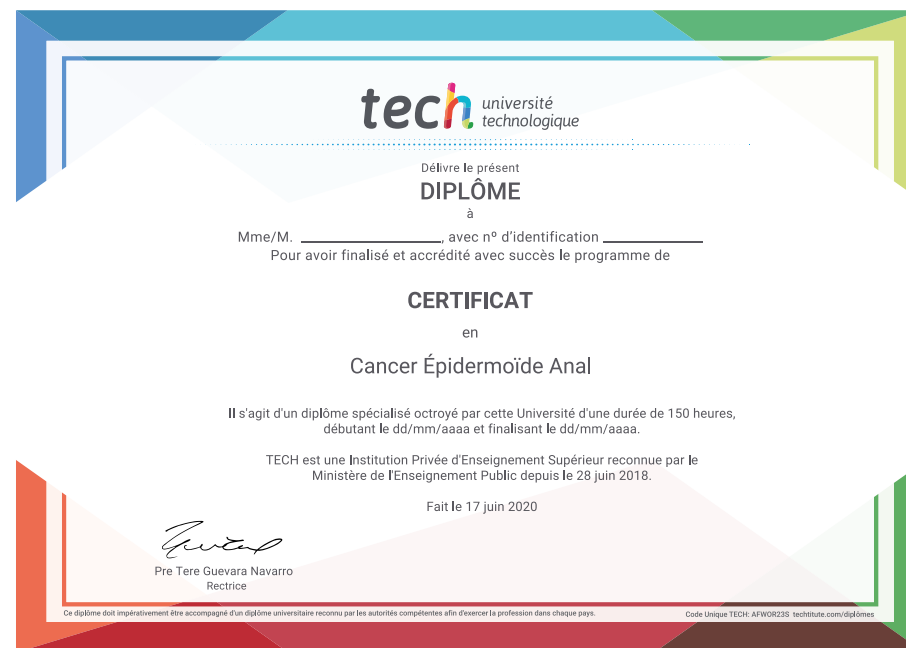 tech université
technologique
Délivre le présent
DIPLÔME
à
Mme/M. ____________________, avec nº d'identification ______________
Pour avoir finalisé et accrédité avec succès le programme de
CERTIFICAT
en
Cancer Épidermoïde Anal
Il s'agit d'un diplôme spécialisé octroyé par cette Université d'une durée de 150 heures,
débutant le dd/mm/aaaa et finalisant le dd/mm/aaaa.
TECH est une Institution Privée d'Enseignement Supérieur reconnue par le
Ministère de l'Enseignement Public depuis le 28 juin 2018.
Fait le 17 juin 2020
Pre Tere Guevara Navarro
Rectrice
Ce diplôme doit impérativement être accompagné d'un diplôme universitaire reconnu par les autorités compétentes afin d'exercer la profession dans chaque pays.
Code Unique TECH: AFWOR23S techtitute.com/diplômes